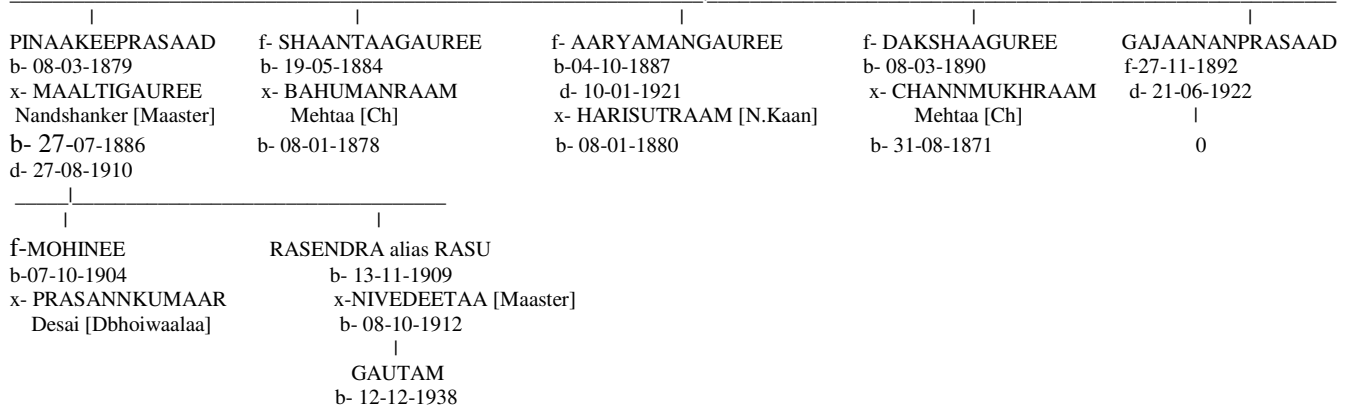 PINAAKEEPRASAAD f- SHAANTAAGAUREE f- AARYAMANGAUREE f- DAKSHAAGUREE GAJAANANPRASAAD
b- 08-03-1879 b- 19-05-1884 b-04-10-1887 b- 08-03-1890 f-27-11-1892
x- MAALTIGAUREE x- BAHUMANRAAM d- 10-01-1921 x- CHANNMUKHRAAM d- 21-06-1922
Nandshanker [Maaster] Mehtaa [Ch] x- HARISUTRAAM [N.Kaan] Mehtaa [Ch]
b- 27-07-1886 b- 08-01-1878 b- 08-01-1880 b- 31-08-1871 0
d- 27-08-1910
f-MOHINEE RASENDRA alias RASU
b-07-10-1904 b- 13-11-1909
x- PRASANNKUMAAR x-NIVEDEETAA [Maaster]
Desai [Dbhoiwaalaa] b- 08-10-1912
GAUTAM
b- 12-12-1938